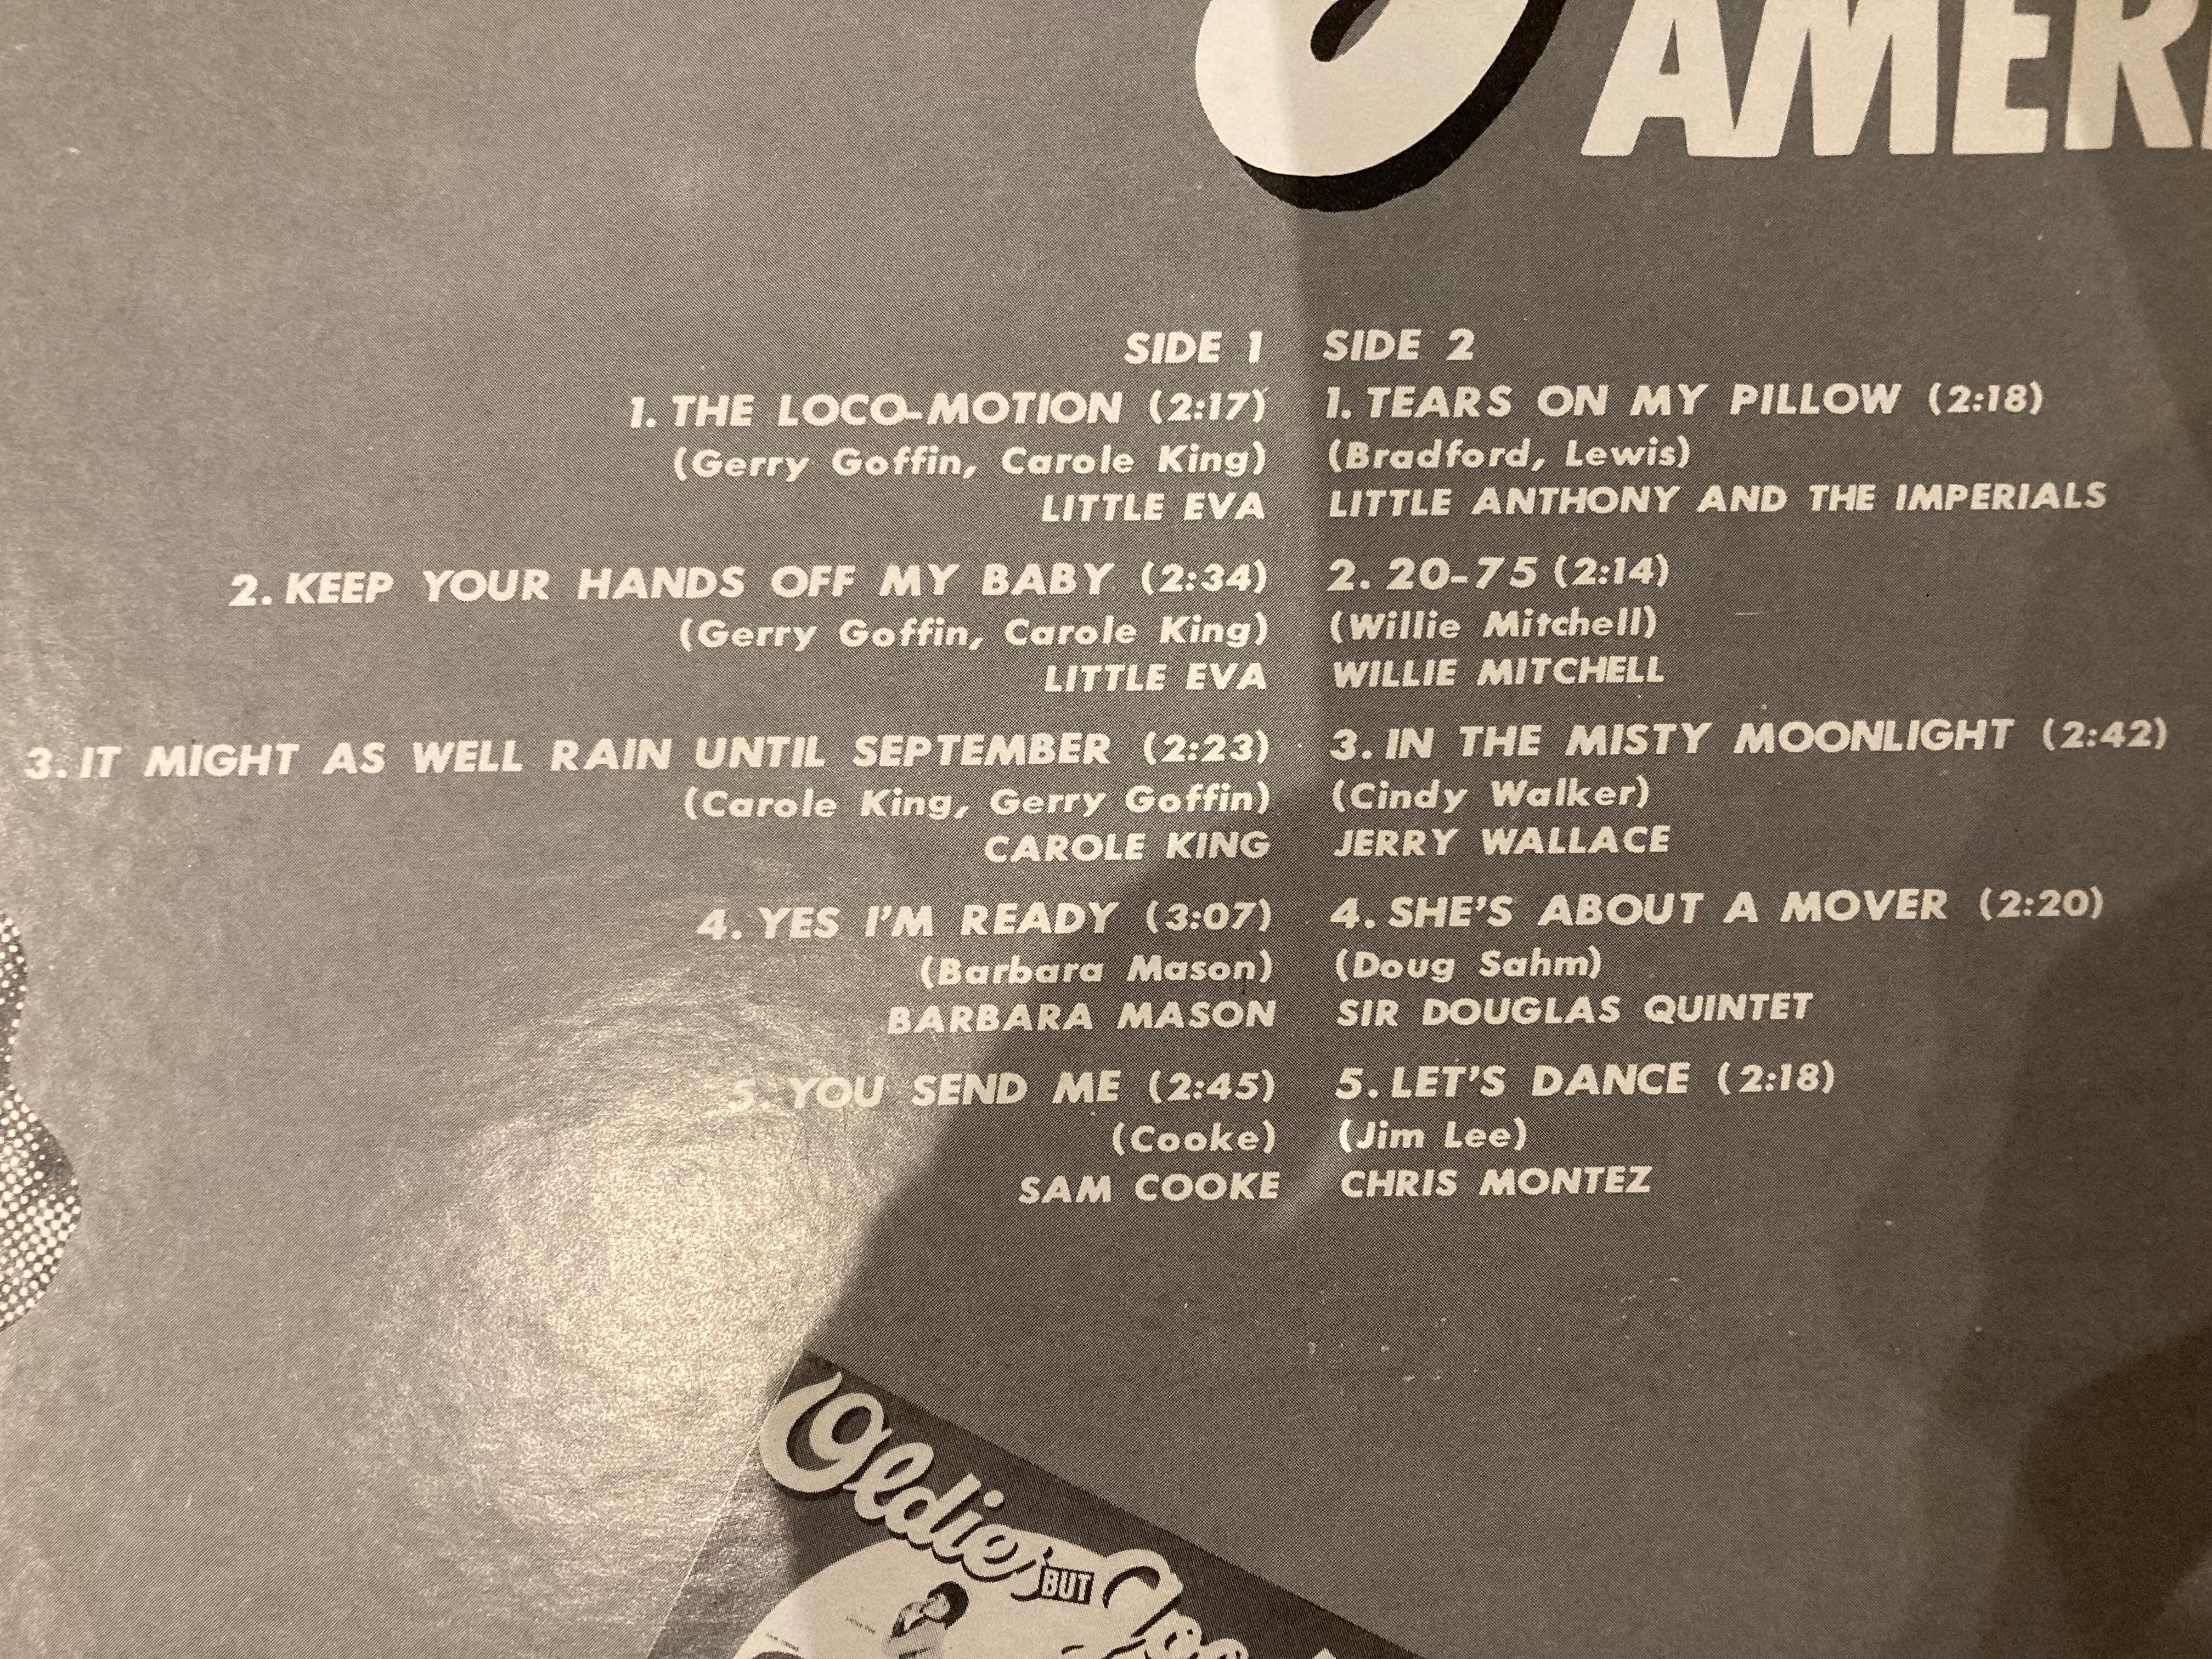 AMER
SIDE 1
1. THE LOCO-MOTION (2:17)
(Gerry Goffin, Carole King)
LITTLE EVA
2. KEEP YOUR HANDS OFF MY BABY (2:34)
(Gerry Goffin, Carole King)
LITTLE EVA
3. IT MIGHT AS WELL RAIN UNTIL SEPTEMBER (2:23)
(Carole King, Gerry Goffin)
CAROLE KING
4. YES I'M READY (3:07)
(Barbara Mason)
BARBARA MASON
5. YOU SEND ME (2:45)
(Cooke)
SAM COOKE
SIDE 2
1. TEARS ON MY PILLOW (2:18)
(Bradford, Lewis)
LITTLE ANTHONY AND THE IMPERIALS
2. 20-75 (2:14)
(Willie Mitchell)
WILLIE MITCHELL
3. IN THE MISTY MOONLIGHT (2:42)
(Cindy Walker)
JERRY WALLACE
4. SHE'S ABOUT A MOVER (2:20)
(Doug Sahm)
SIR DOUGLAS QUINTET
5. LET'S DANCE (2:18)
(Jim Lee)
CHRIS MONTEZ
Oldies BUT